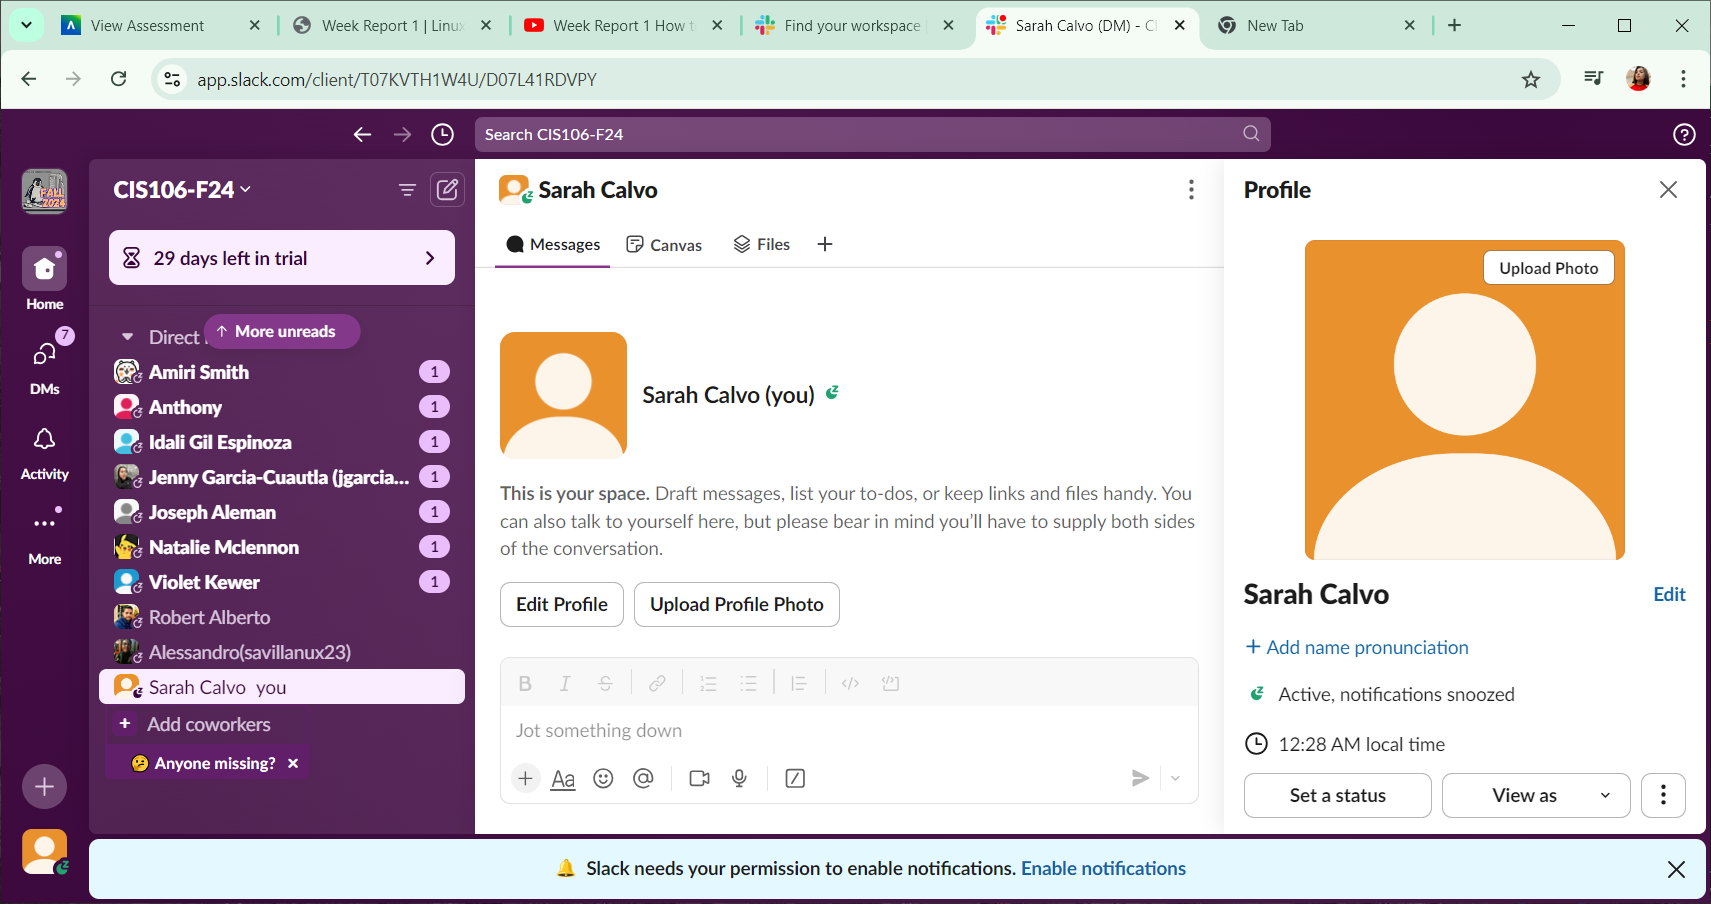 View Assessment
Week Report 1 | Linux
Week Report 1 How t
Find your workspace
Sarah Calvo (DM) - C
New Tab
app.slack.com/client/T07KVTH1W4U/D07L41RDVPY
Search CIS106-F24
FALL
2024
Home
7
DMs
Activity
More
CIS106-F24
29 days left in trial
Direct
↑ More unreads
Amiri Smith 1
Anthony 1
Idali Gil Espinoza 1
Jenny Garcia-Cuautla (jgarcia... 1
Joseph Aleman 1
Natalie Mclennon 1
Violet Kewer 1
Robert Alberto
Alessandro(savillanux23)
Sarah Calvo you
+ Add coworkers
🤔 Anyone missing? ×
Sarah Calvo
Messages
Canvas
Files
+
Sarah Calvo (you)
This is your space. Draft messages, list your to-dos, or keep links and files handy. You
can also talk to yourself here, but please bear in mind you’ll have to supply both sides
of the conversation.
Edit Profile
Upload Profile Photo
B I S
Jot something down
+ Aa @
Profile
Upload Photo
Sarah Calvo
Edit
+ Add name pronunciation
Active, notifications snoozed
12:28 AM local time
Set a status
View as
🔔 Slack needs your permission to enable notifications. Enable notifications